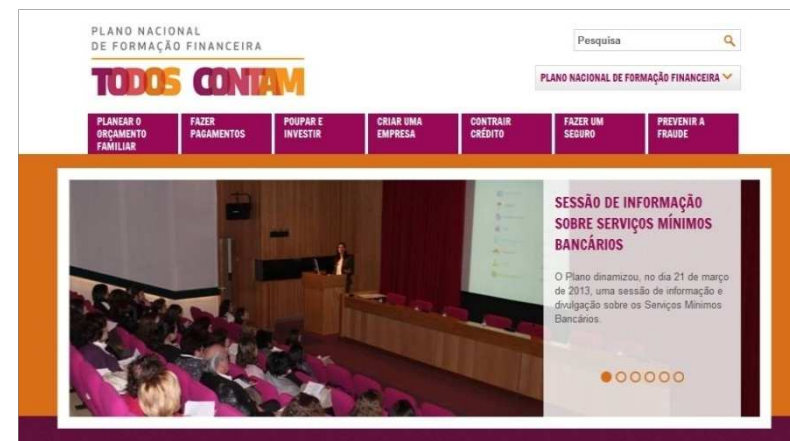 PLANO NACIONAL
DE FORMAÇÃO FINANCEIRA
TODOS CONTAM
Pesquisa
PLANO NACIONAL DE FORMAÇÃO FINANCEIRA
PLANEAR O
ORÇAMENTO
FAMILIAR
FAZER
PAGAMENTOS
POUPAR E
INVESTIR
CRIAR UMA
EMPRESA
CONTRAIR
CRÉDITO
FAZER UM
SEGURO
PREVENIR A
FRAUDE
SESSÃO DE INFORMAÇÃO
SOBRE SERVIÇOS MÍNIMOS
BANCÁRIOS
O Plano dinamizou, no dia 21 de março
de 2013, uma sessão de informação e
divulgação sobre os Serviços Mínimos
Bancários.